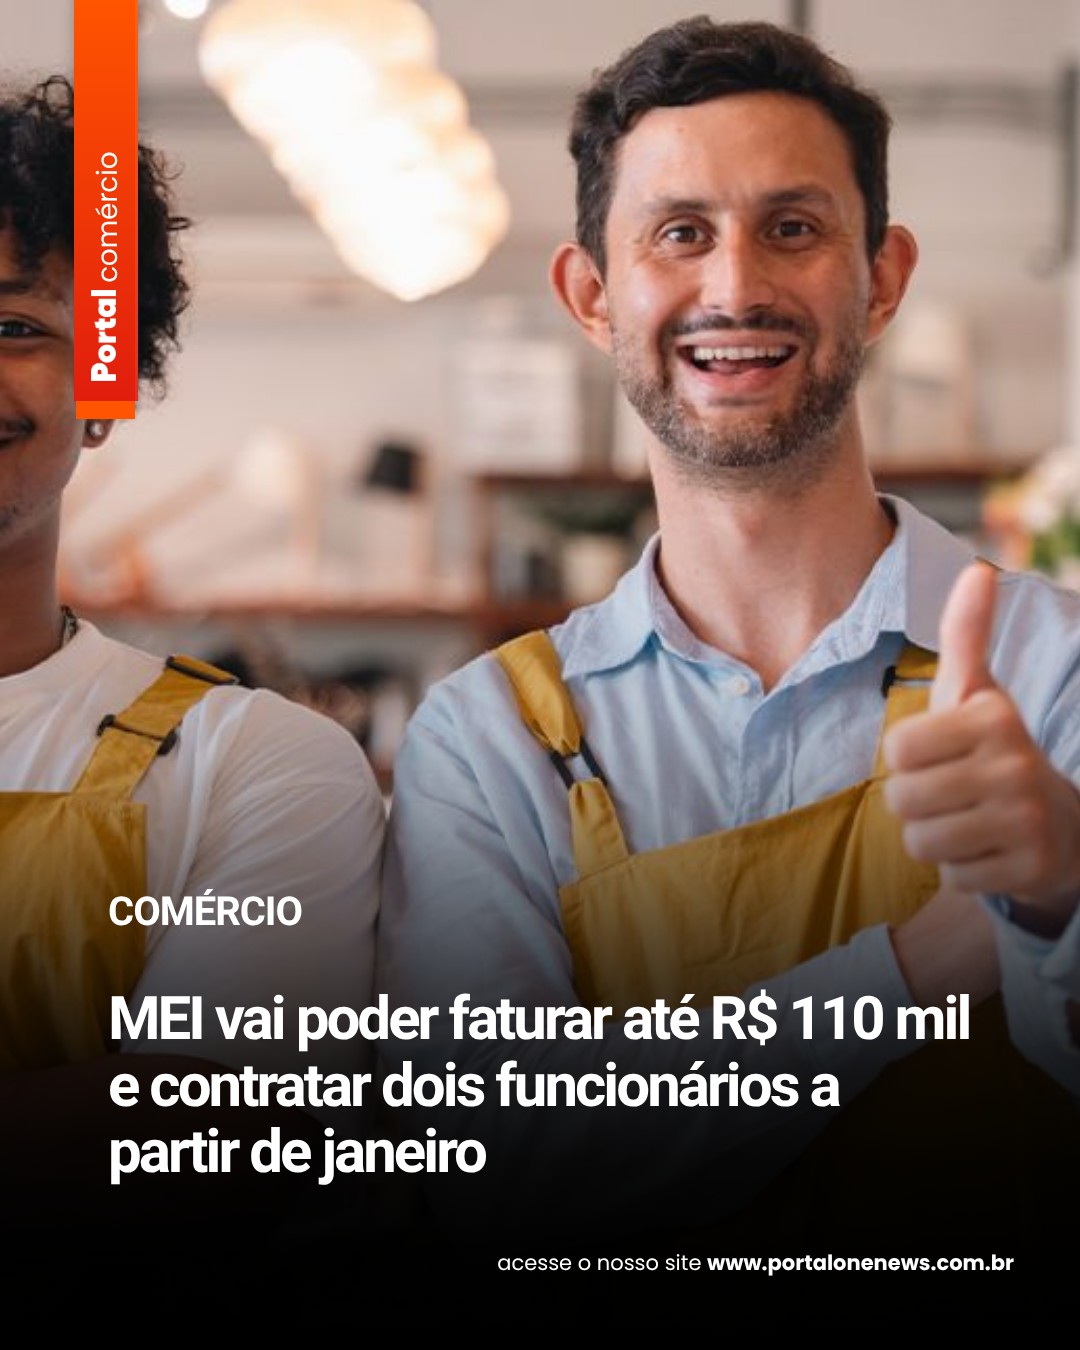 Portal comércio
COMÉRCIO
MEI vai poder faturar até R$ 110 mil
e contratar dois funcionários a
partir de janeiro
acesse o nosso site www.portalonenews.com.br